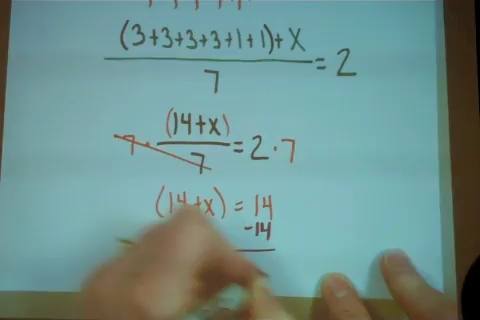 (3+3+3+3+1+1)+X
7
= 2
7 · (14+x)/7 = 2 · 7
(14+x) = 14
-14